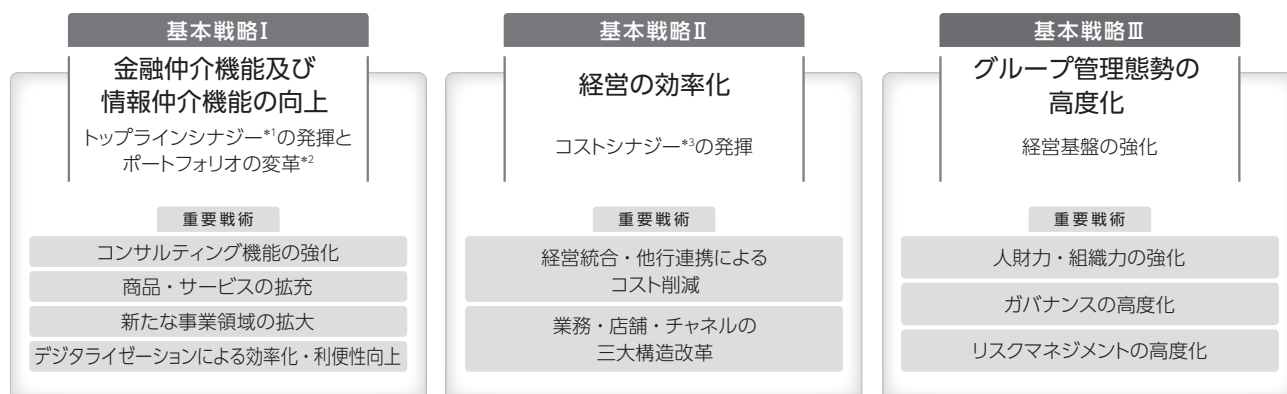 基本戦略Ⅰ
金融仲介機能及び
情報仲介機能の向上
トップラインシナジー*1の発揮と
ポートフォリオの変革*2
重要戦術
コンサルティング機能の強化
商品・サービスの拡充
新たな事業領域の拡大
デジタライゼーションによる効率化・利便性向上
基本戦略Ⅱ
経営の効率化
コストシナジー*3の発揮
重要戦術
経営統合・他行連携による
コスト削減
業務・店舗・チャネルの
三大構造改革
基本戦略Ⅲ
グループ管理態勢の
高度化
経営基盤の強化
重要戦術
人財力・組織力の強化
ガバナンスの高度化
リスクマネジメントの高度化